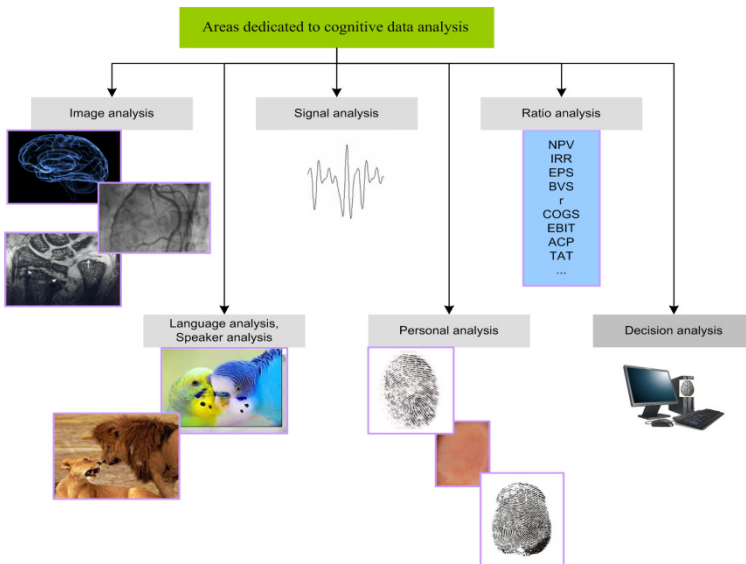 Areas dedicated to cognitive data analysis
Image analysis
Signal analysis
Ratio analysis
NPV
IRR
EPS
BVS
r
COGS
EBIT
ACP
TAT
...
Language analysis,
Speaker analysis
Personal analysis
Decision analysis